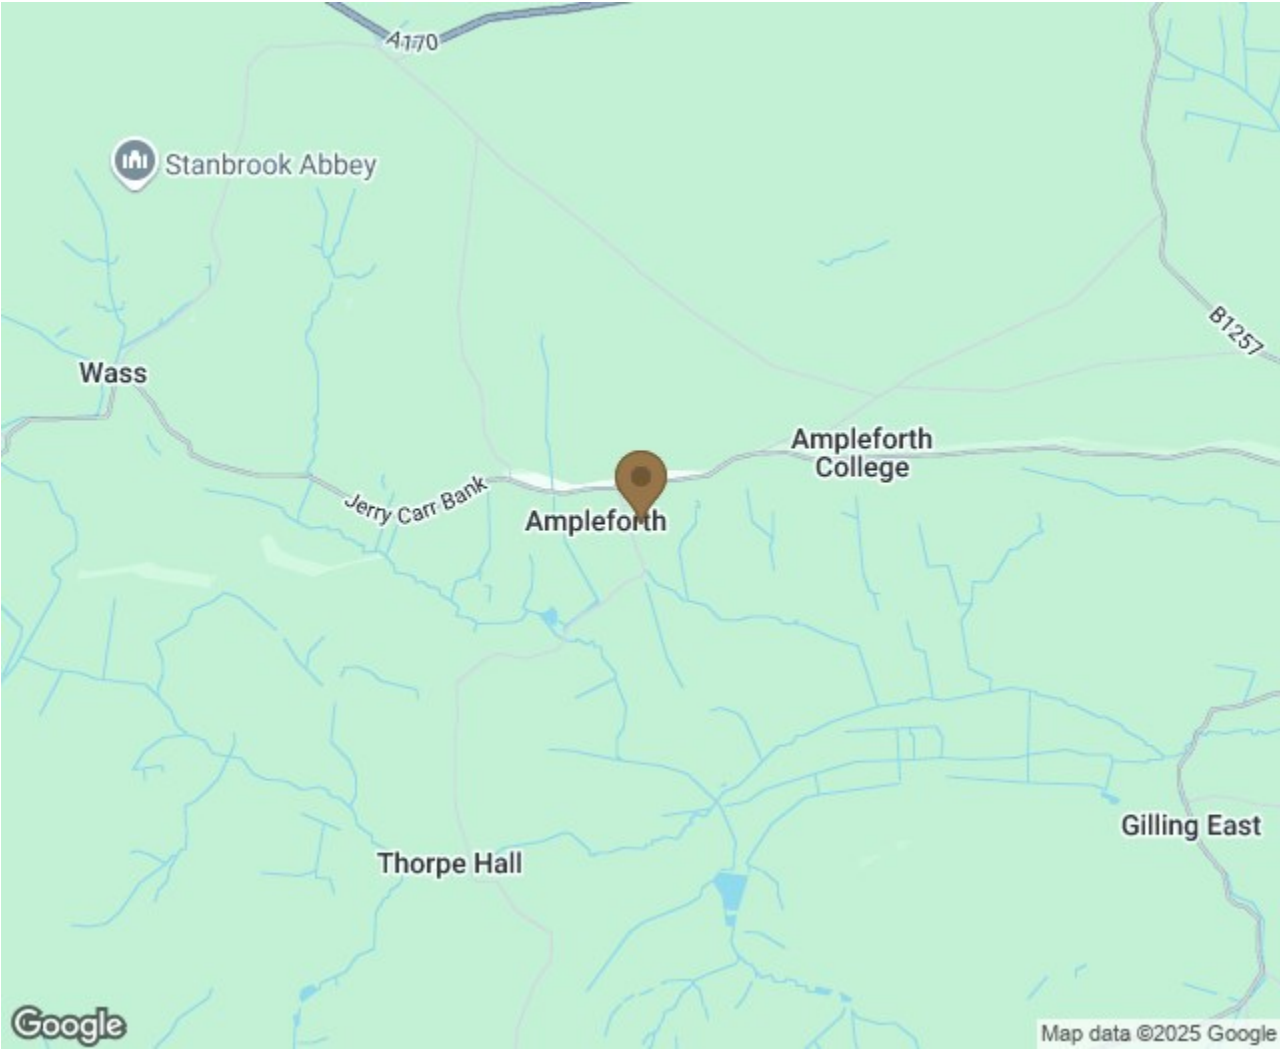 A170
Stanbrook Abbey
B1257
Wass
Ampleforth
College
Jerry Carr Bank
Ampleforth
Gilling East
Thorpe Hall
Google
Map data ©2025 Google